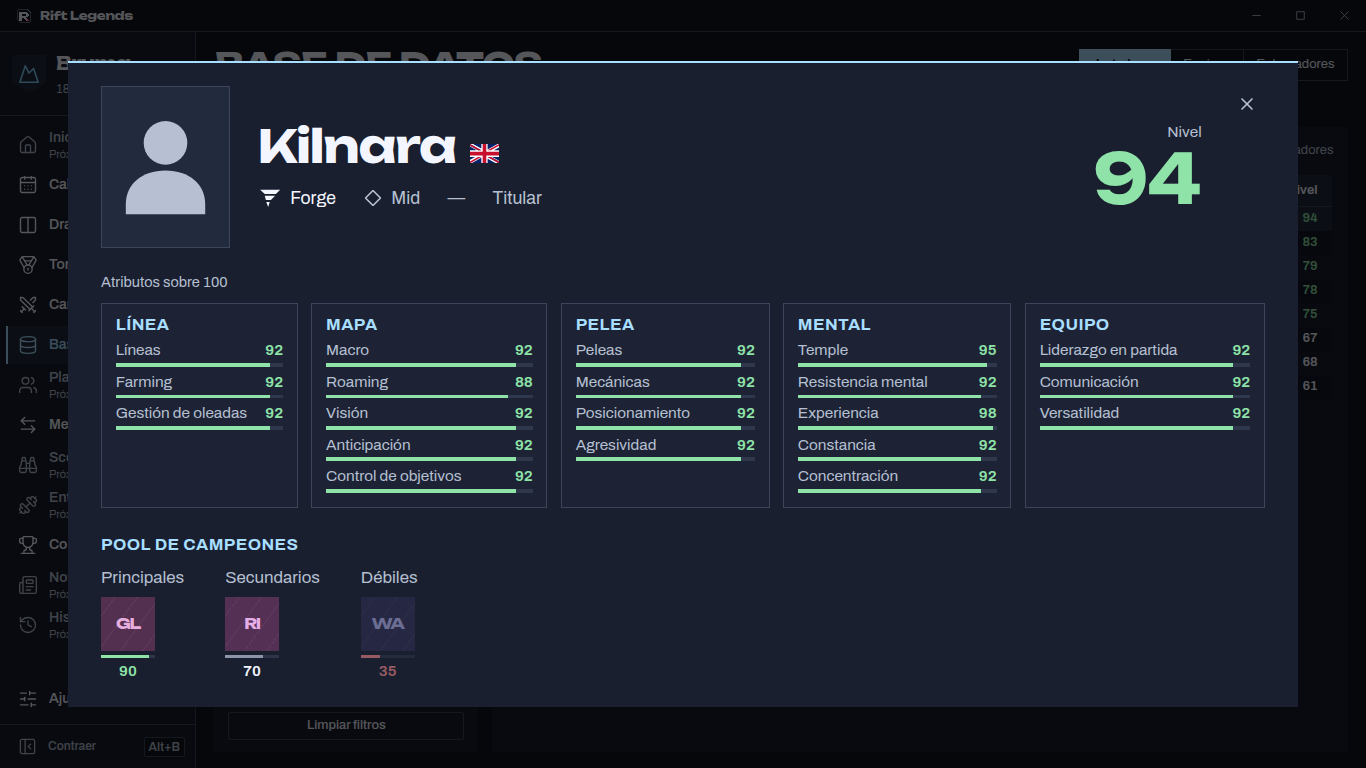 Rift Legends
BASE DE DATOS
Kilnara
Nivel
94
Forge
Mid
—
Titular
Atributos sobre 100
LÍNEA
Líneas 92
Farming 92
Gestión de oleadas 92
MAPA
Macro 92
Roaming 88
Visión 92
Anticipación 92
Control de objetivos 92
PELEA
Peleas 92
Mecánicas 92
Posicionamiento 92
Agresividad 92
MENTAL
Temple 95
Resistencia mental 92
Experiencia 98
Constancia 92
Concentración 92
EQUIPO
Liderazgo en partida 92
Comunicación 92
Versatilidad 92
POOL DE CAMPEONES
Principales
GL
90
Secundarios
RI
70
Débiles
WA
35
94
83
79
78
75
67
68
61
Limpiar filtros
Contraer Alt+B